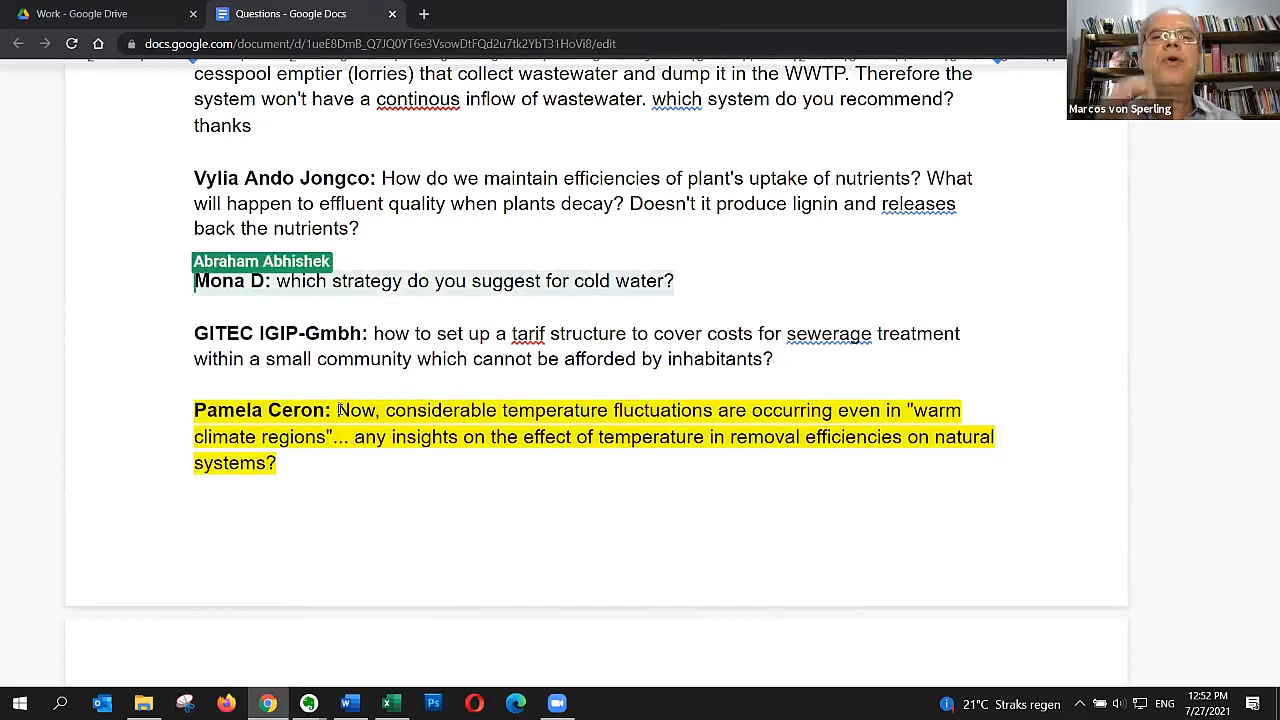 Work - Google Drive
Questions - Google Docs
docs.google.com/document/d/1ueE8DmB_Q7JQ0YT6e3VsowDtFQd2u7tk2YbT31HoVi8/edit
Marcos von Sperling
cesspool emptier (lorries) that collect wastewater and dump it in the WWTP. Therefore the
system won't have a continous inflow of wastewater. which system do you recommend?
thanks
Vylia Ando Jongco: How do we maintain efficiencies of plant's uptake of nutrients? What
will happen to effluent quality when plants decay? Doesn't it produce lignin and releases
back the nutrients?
Abraham Abhishek
Mona D: which strategy do you suggest for cold water?
GITEC IGIP-Gmbh: how to set up a tarif structure to cover costs for sewerage treatment
within a small community which cannot be afforded by inhabitants?
Pamela Ceron: Now, considerable temperature fluctuations are occurring even in "warm
climate regions"... any insights on the effect of temperature in removal efficiencies on natural
systems?
21°C Straks regen
ENG
12:52 PM
7/27/2021